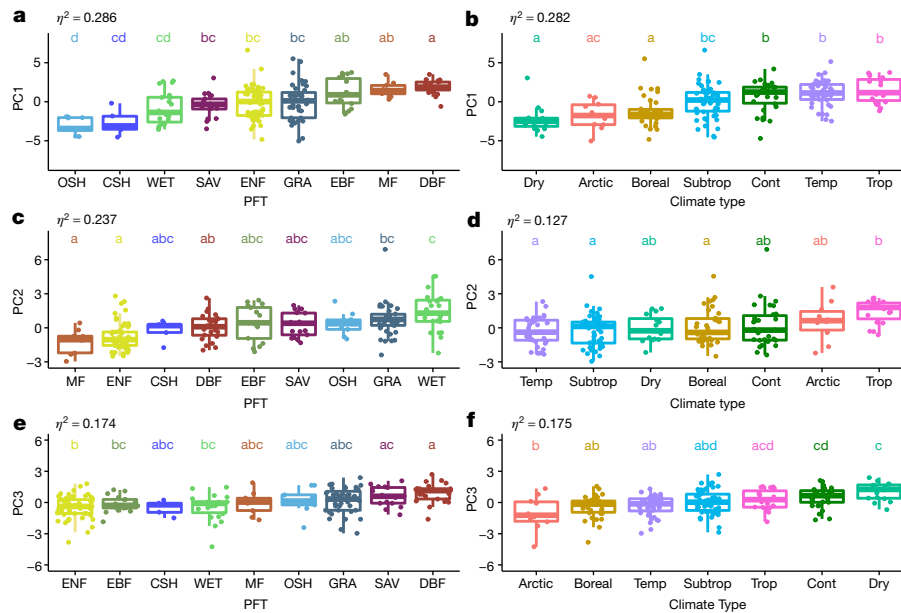 a
η² = 0.286
d cd cd bc bc bc ab ab a
PC1
5
0
−5
OSH CSH WET SAV ENF GRA EBF MF DBF
PFT
b
η² = 0.282
a ac a bc b b b
PC1
5
0
−5
Dry Arctic Boreal Subtrop Cont Temp Trop
Climate type
c
η² = 0.237
a a abc ab abc abc abc bc c
PC2
6
3
0
−3
MF ENF CSH DBF EBF SAV OSH GRA WET
PFT
d
η² = 0.127
a a ab a ab ab b
PC2
6
3
0
−3
Temp Subtrop Dry Boreal Cont Arctic Trop
Climate type
e
η² = 0.174
b bc abc bc abc abc abc ac a
PC3
6
3
0
−3
−6
ENF EBF CSH WET MF OSH GRA SAV DBF
PFT
f
η² = 0.175
b ab ab abd acd cd c
PC3
6
3
0
−3
−6
Arctic Boreal Temp Subtrop Trop Cont Dry
Climate Type